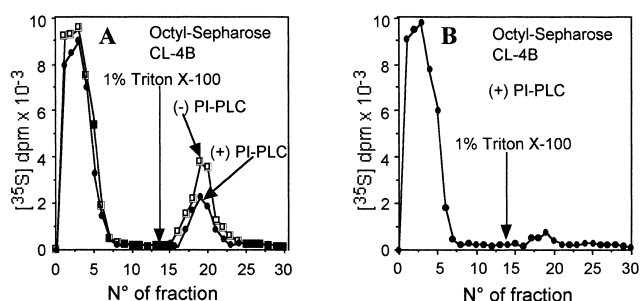 A
Octyl-Sepharose
CL-4B
1% Triton X-100
(-) PI-PLC
(+) PI-PLC
[35S] dpm x 10-3
10
8
6
4
2
0
0 5 10 15 20 25 30
N° of fraction
B
Octyl-Sepharose
CL-4B
(+) PI-PLC
1% Triton X-100
[35S] dpm x 10-3
10
8
6
4
2
0
0 5 10 15 20 25 30
N° of fraction